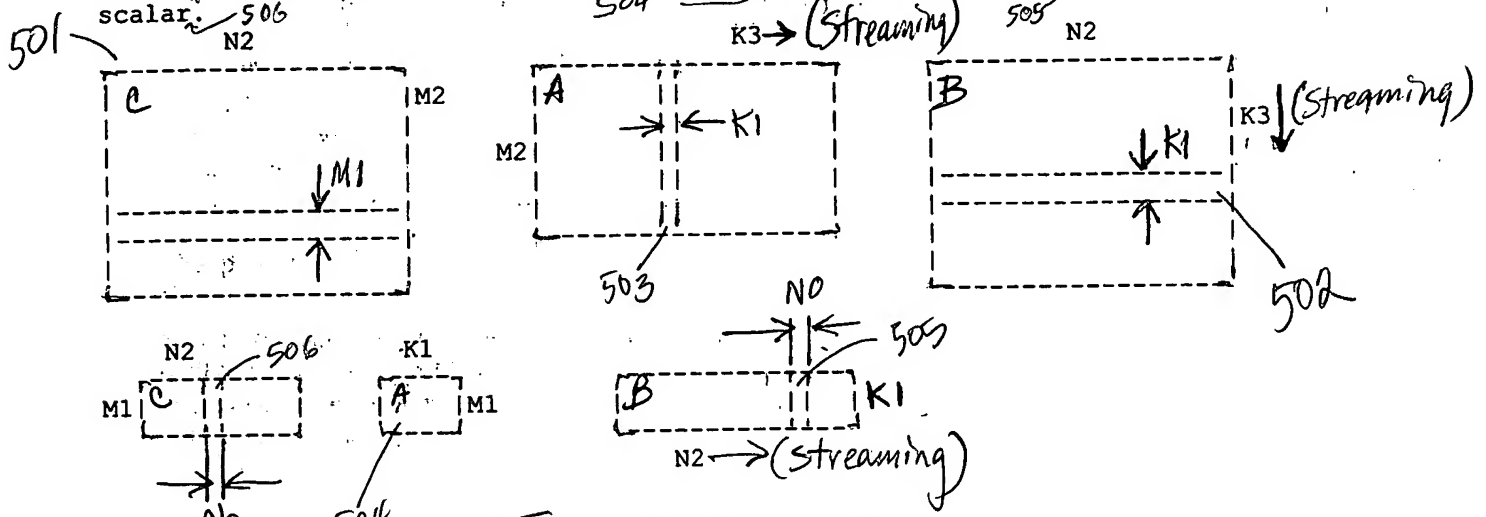 scalar. 506
504
505
501
N2
K3→ (Streaming)
N2
C
M2
A
B
K3 ↓ (Streaming)
K1
M2
K1
M1
503
502
N0
505
N2
506
K1
M1
C
A
M1
B
K1
N2→ (Streaming)
N0
504